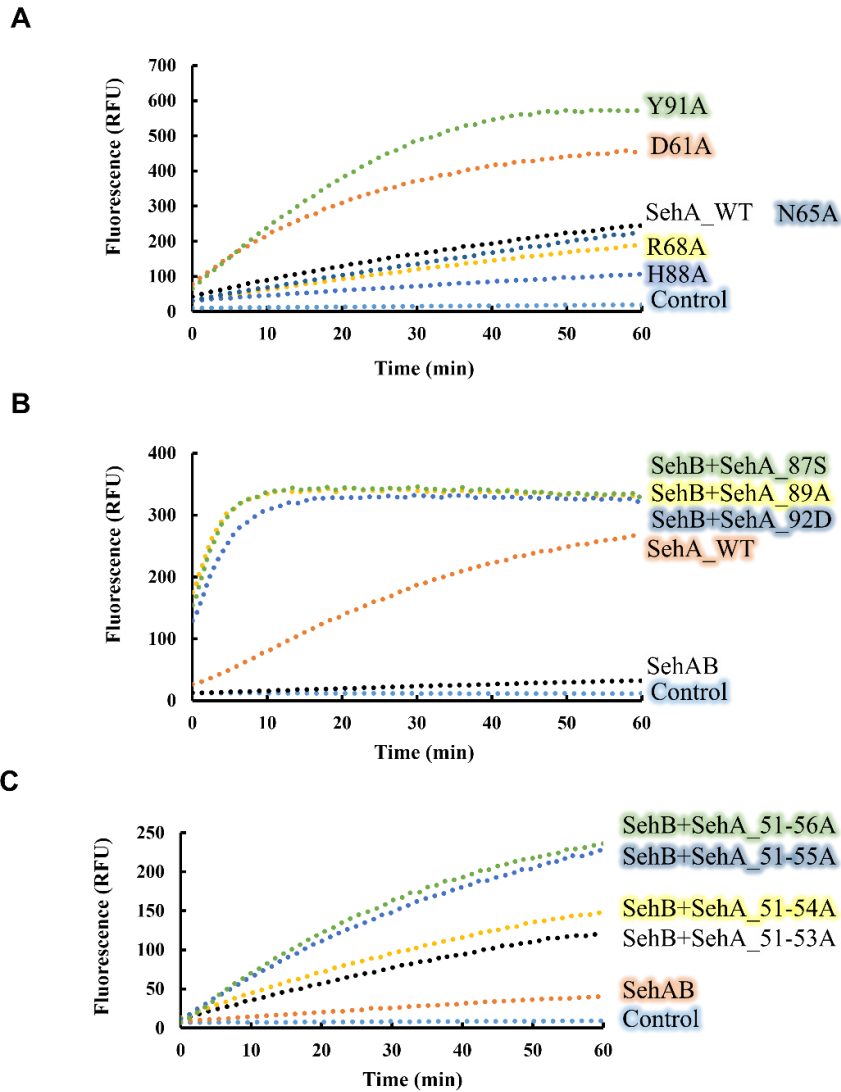 A
Fluorescence (RFU)
700
600
500
400
300
200
100
0
0 10 20 30 40 50 60
Time (min)
Y91A
D61A
SehA_WT N65A
R68A
H88A
Control
B
Fluorescence (RFU)
400
300
200
100
0
0 10 20 30 40 50 60
Time (min)
SehB+SehA_87S
SehB+SehA_89A
SehB+SehA_92D
SehA_WT
SehAB
Control
C
Fluorescence (RFU)
250
200
150
100
50
0
0 10 20 30 40 50 60
Time (min)
SehB+SehA_51-56A
SehB+SehA_51-55A
SehB+SehA_51-54A
SehB+SehA_51-53A
SehAB
Control